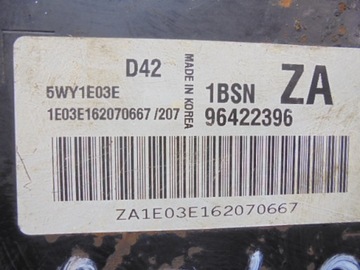 D42
5WY1E03E
1E03E162070667 /207
MADE IN KOREA
1BSN ZA
96422396
ZA1E03E162070667